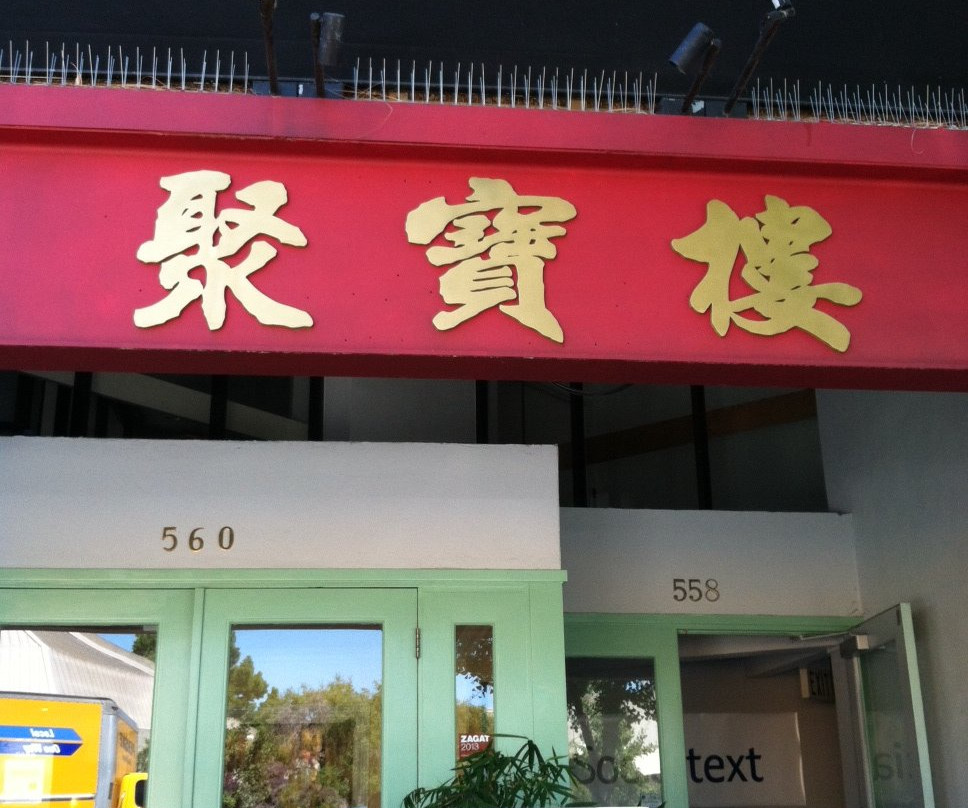 聚寶樓
560
558
EXIT
ZAGAT
2013
text